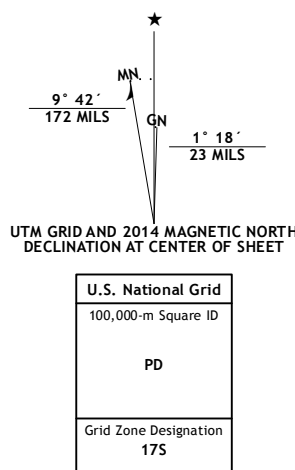 ★
MN
GN
9° 42´
172 MILS
1° 18´
23 MILS
UTM GRID AND 2014 MAGNETIC NORTH
DECLINATION AT CENTER OF SHEET
U.S. National Grid
100,000-m Square ID
PD
Grid Zone Designation
17S